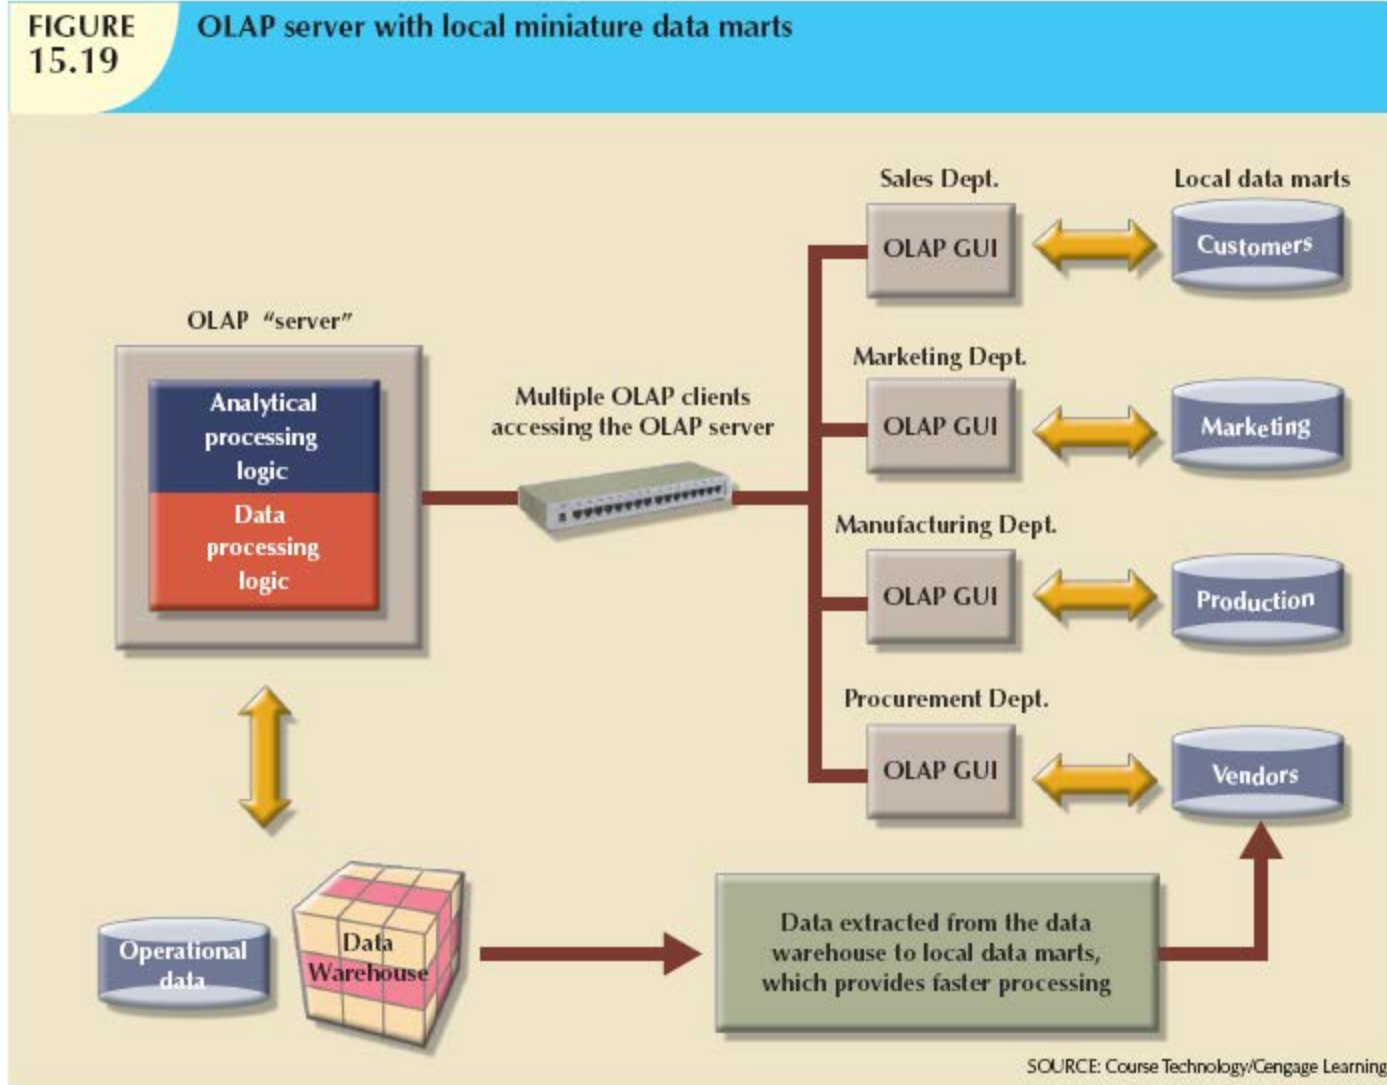 FIGURE
15.19
OLAP server with local miniature data marts
Sales Dept.
Local data marts
OLAP GUI
Customers
OLAP "server"
Marketing Dept.
Analytical
processing
logic
Multiple OLAP clients
accessing the OLAP server
OLAP GUI
Marketing
Data
processing
logic
Manufacturing Dept.
OLAP GUI
Production
Procurement Dept.
OLAP GUI
Vendors
Operational
data
Data
Warehouse
Data extracted from the data
warehouse to local data marts,
which provides faster processing
SOURCE: Course Technology/Cengage Learning